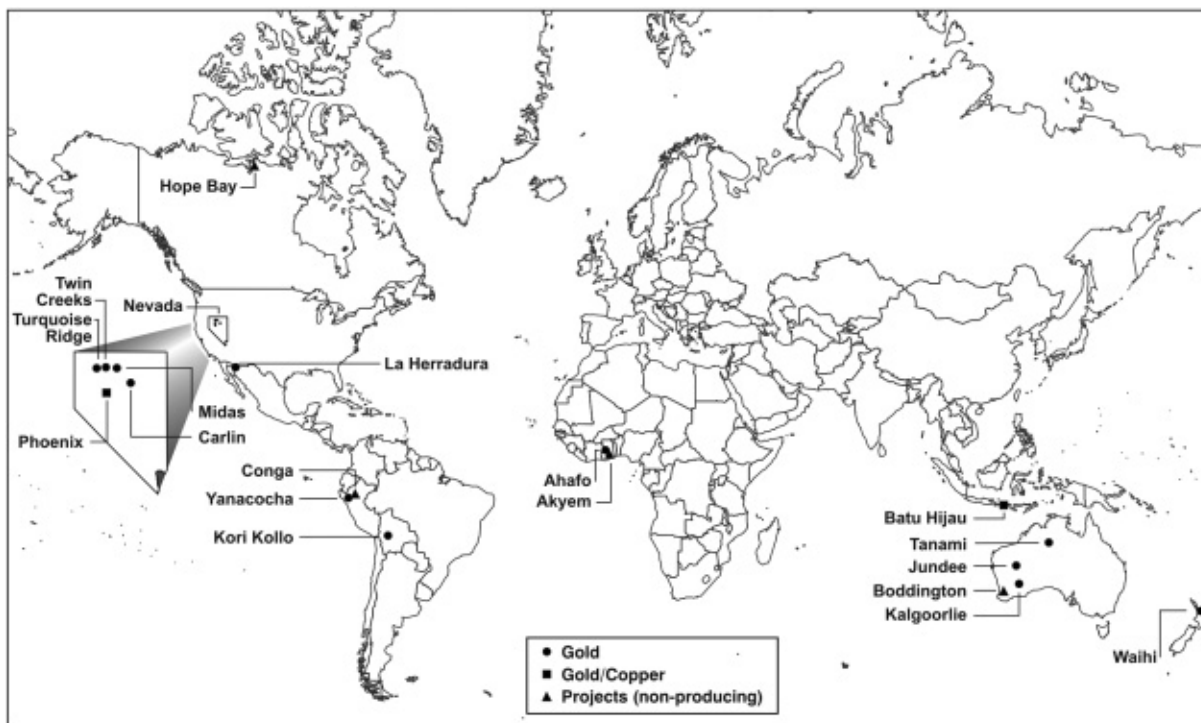 Hope Bay
Twin
Creeks
Turquoise
Ridge
Nevada
La Herradura
Midas
Carlin
Phoenix
Conga
Yanacocha
Kori Kollo
Ahafo
Akyem
Batu Hijau
Tanami
Jundee
Boddington
Kalgoorlie
Waihi
Gold
Gold/Copper
Projects (non-producing)